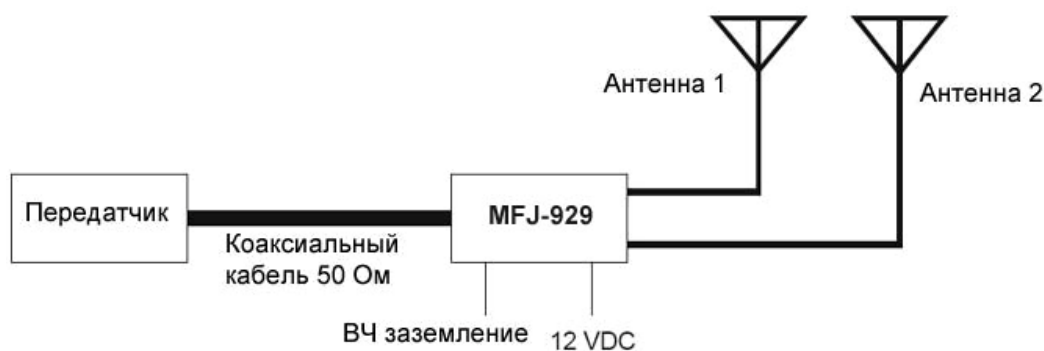 Антенна 1
Антенна 2
Передатчик
MFJ-929
Коаксиальный
кабель 50 Ом
ВЧ заземление
12 VDC